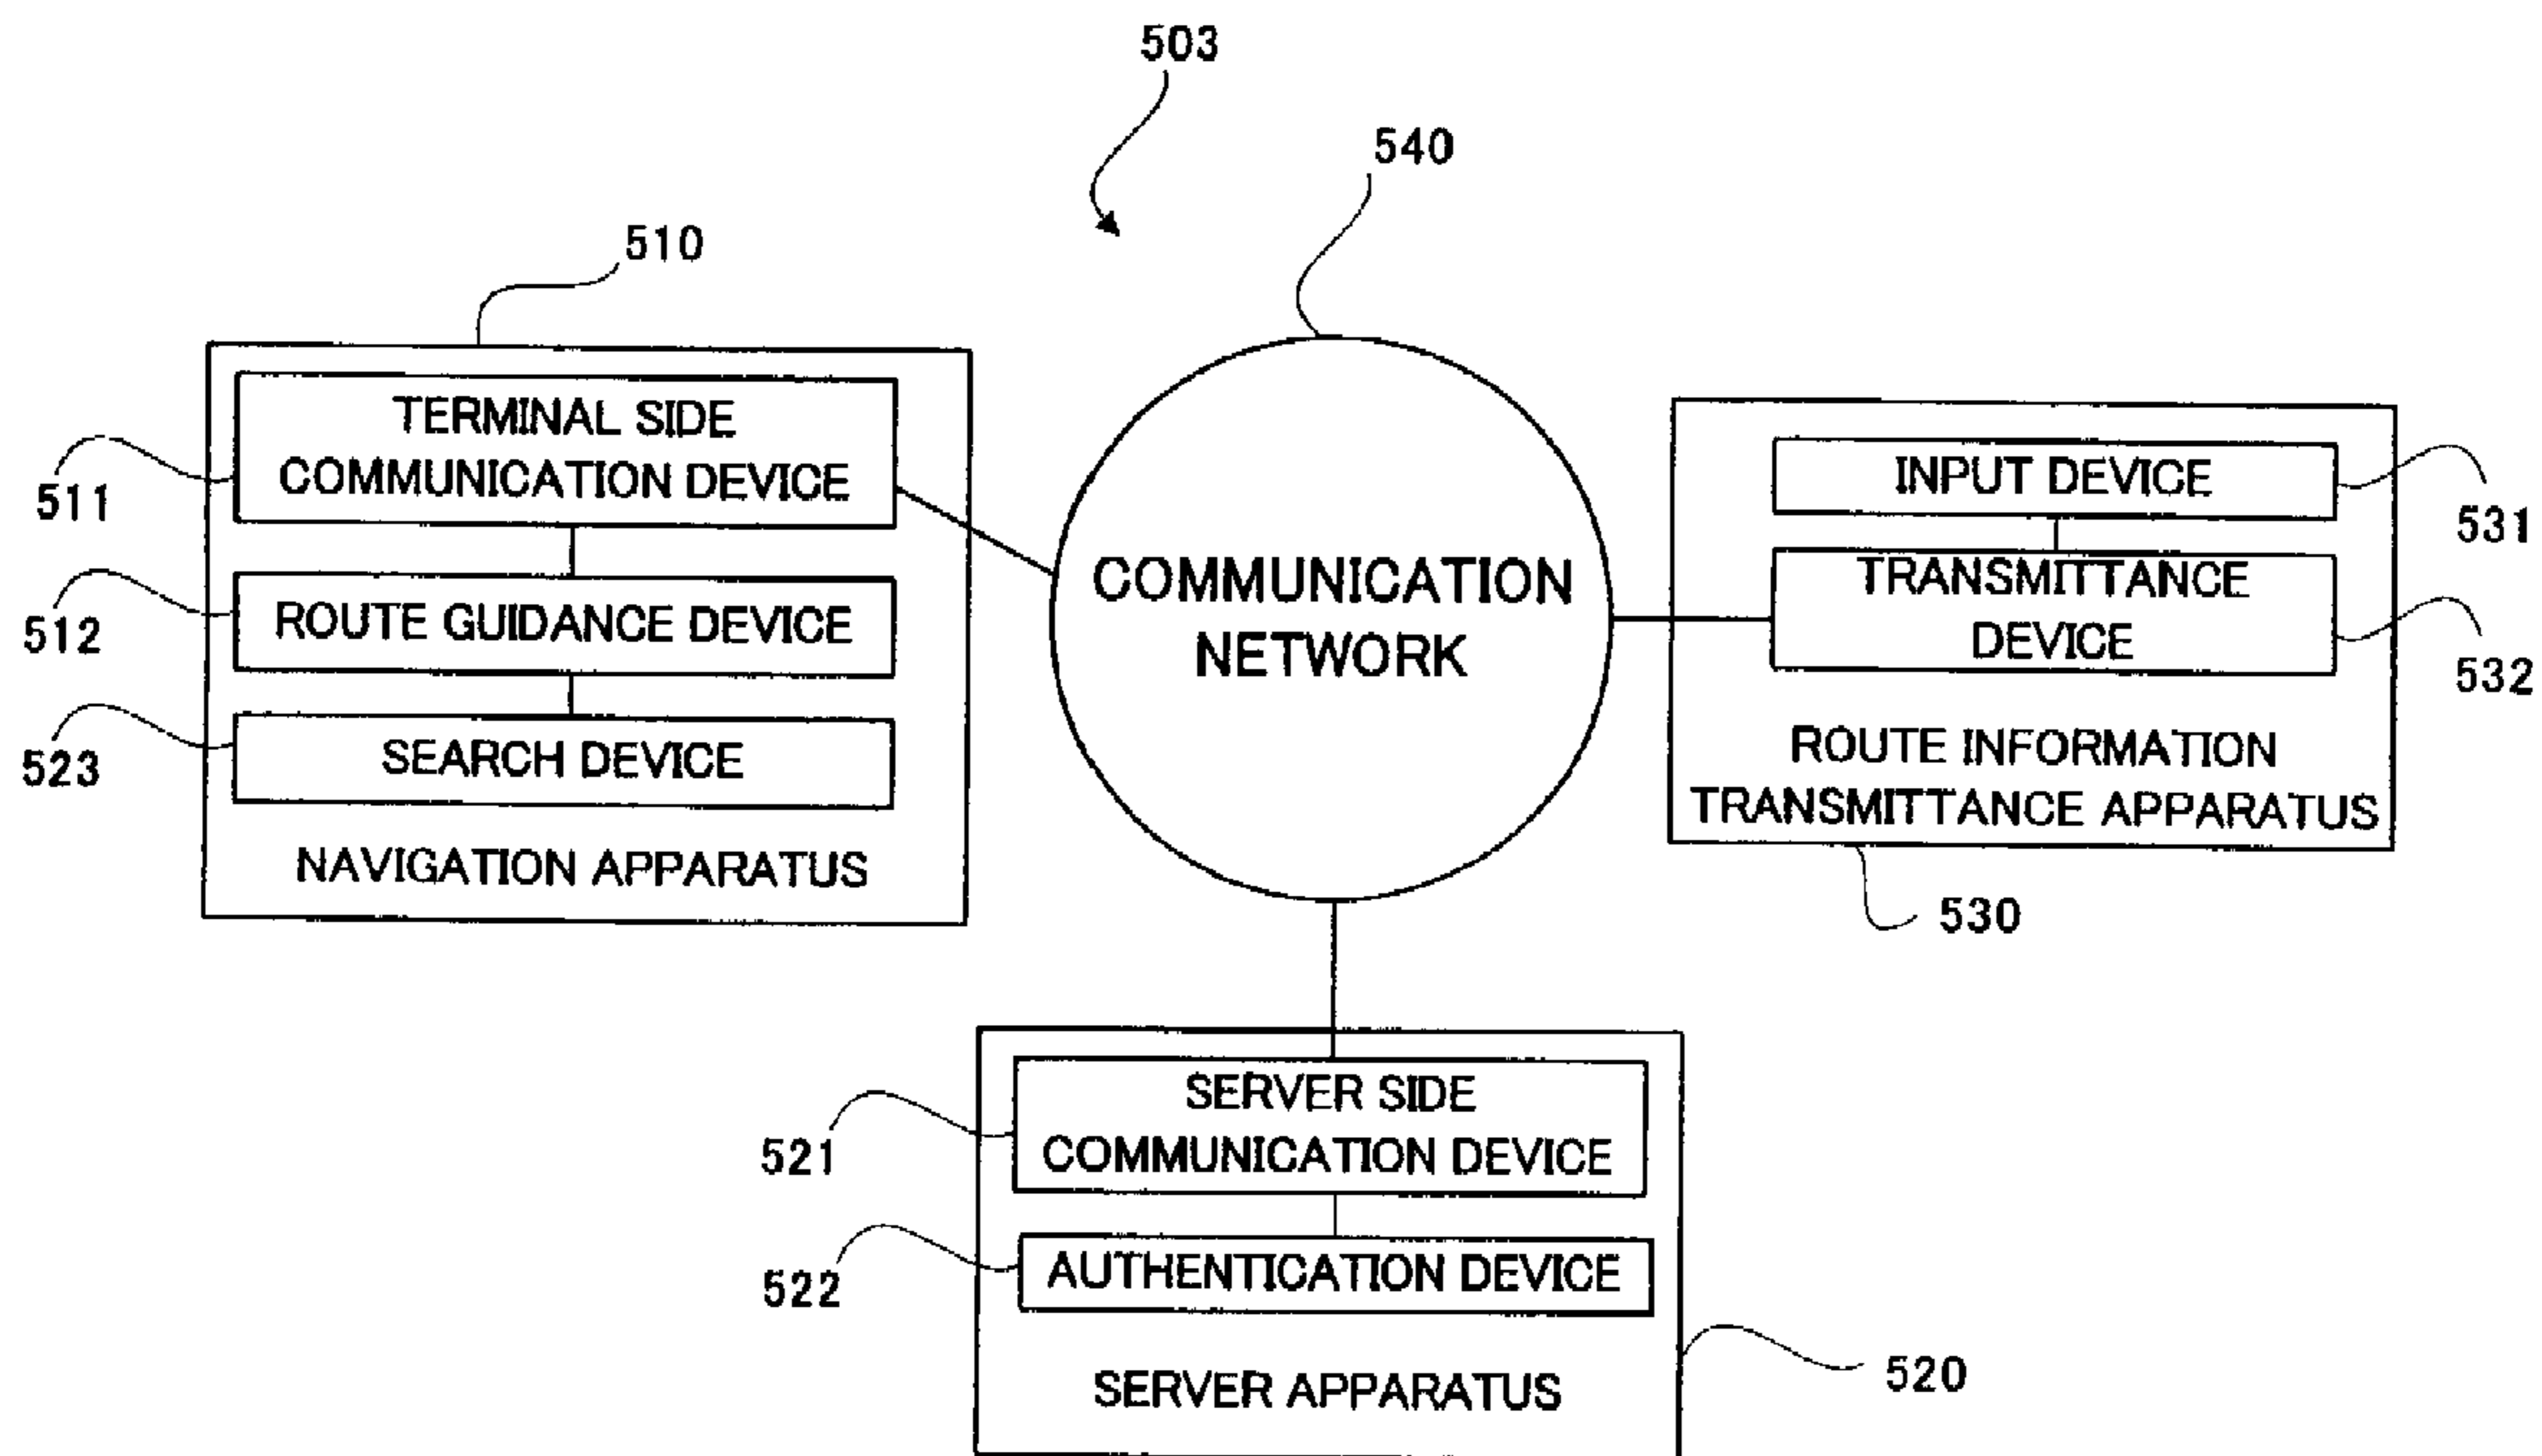 503
540
510
TERMINAL SIDE
COMMUNICATION DEVICE
511
ROUTE GUIDANCE DEVICE
512
SEARCH DEVICE
523
NAVIGATION APPARATUS
COMMUNICATION
NETWORK
INPUT DEVICE
531
TRANSMITTANCE
DEVICE
532
ROUTE INFORMATION
TRANSMITTANCE APPARATUS
530
SERVER SIDE
COMMUNICATION DEVICE
521
AUTHENTICATION DEVICE
522
SERVER APPARATUS
520